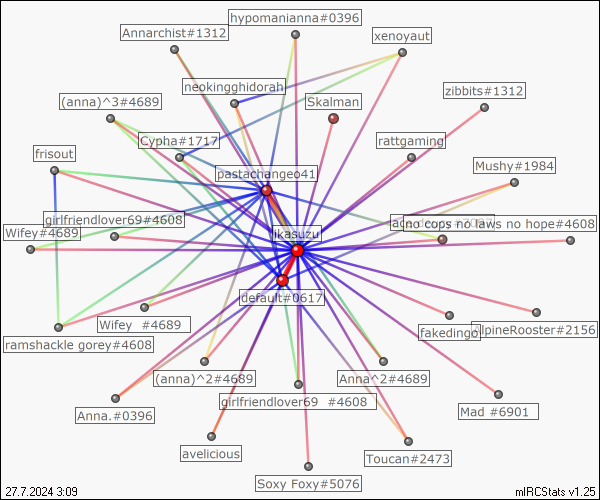 hypomanianna#0396
Annarchist#1312
xenoyaut
neokingghidorah
zibbits#1312
(anna)^3#4689
Skalman
Cypha#1717
rattgaming
frisout
Mushy#1984
pastachangeo41
girlfriendlover69#4608
no cops no laws no hope#4608
Wifey#4689
likasuzu
default#0617
Wifey #4689
fakedingo
AlpineRooster#2156
ramshackle gorey#4608
(anna)^2#4689
Anna^2#4689
girlfriendlover69 #4608
Anna.#0396
Mad #6901
avelicious
Toucan#2473
Soxy Foxy#5076
27.7.2024 3:09
mIRCStats v1.25